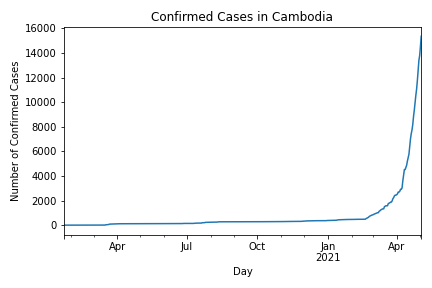 Confirmed Cases in Cambodia
Number of Confirmed Cases
16000
14000
12000
10000
8000
6000
4000
2000
0
Apr Jul Oct Jan Apr
2021
Day